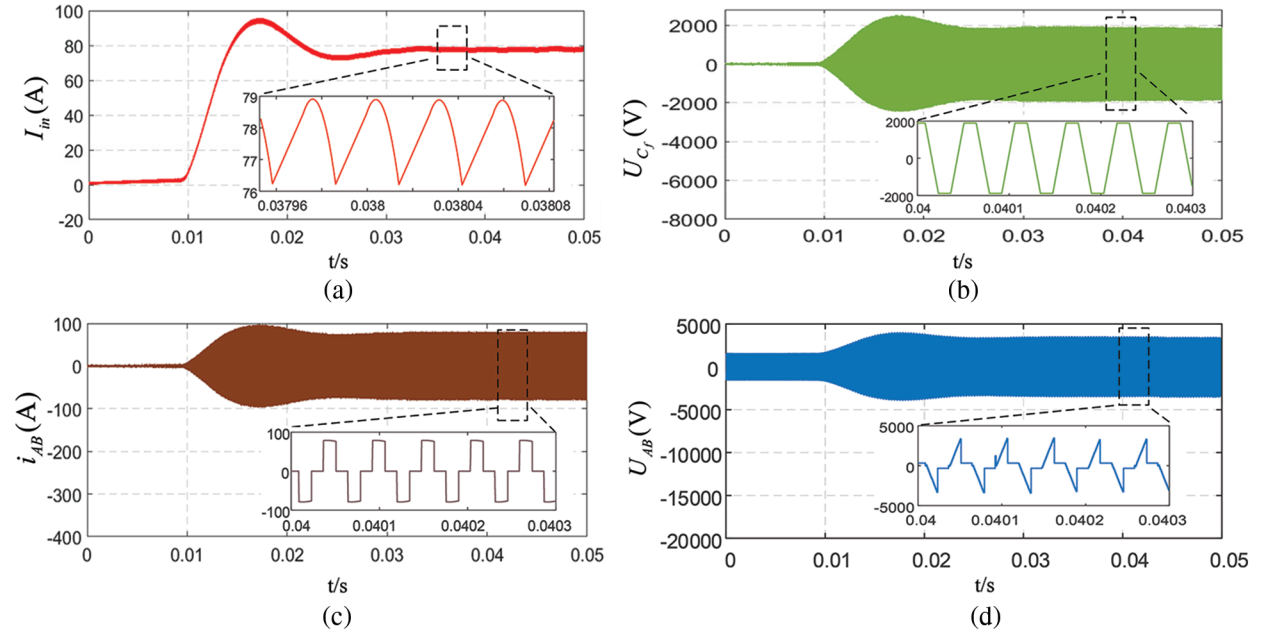 (a)
I_in (A)
100
80
60
40
20
0
-20
79
78
77
76
0.03796 0.038 0.03804 0.03808
0 0.01 0.02 0.03 0.04 0.05
t/s
(a)
(b)
U_Cf (V)
2000
0
-2000
-4000
-6000
-8000
2000
0
-2000
0.04 0.0401 0.0402 0.0403
0 0.01 0.02 0.03 0.04 0.05
t/s
(b)
i_AB (A)
100
0
-100
-200
-300
-400
100
0
-100
0.04 0.0401 0.0402 0.0403
0 0.01 0.02 0.03 0.04 0.05
t/s
(c)
U_AB (V)
5000
0
-5000
-10000
-15000
-20000
5000
0
-5000
0.04 0.0401 0.0402 0.0403
0 0.01 0.02 0.03 0.04 0.05
t/s
(d)